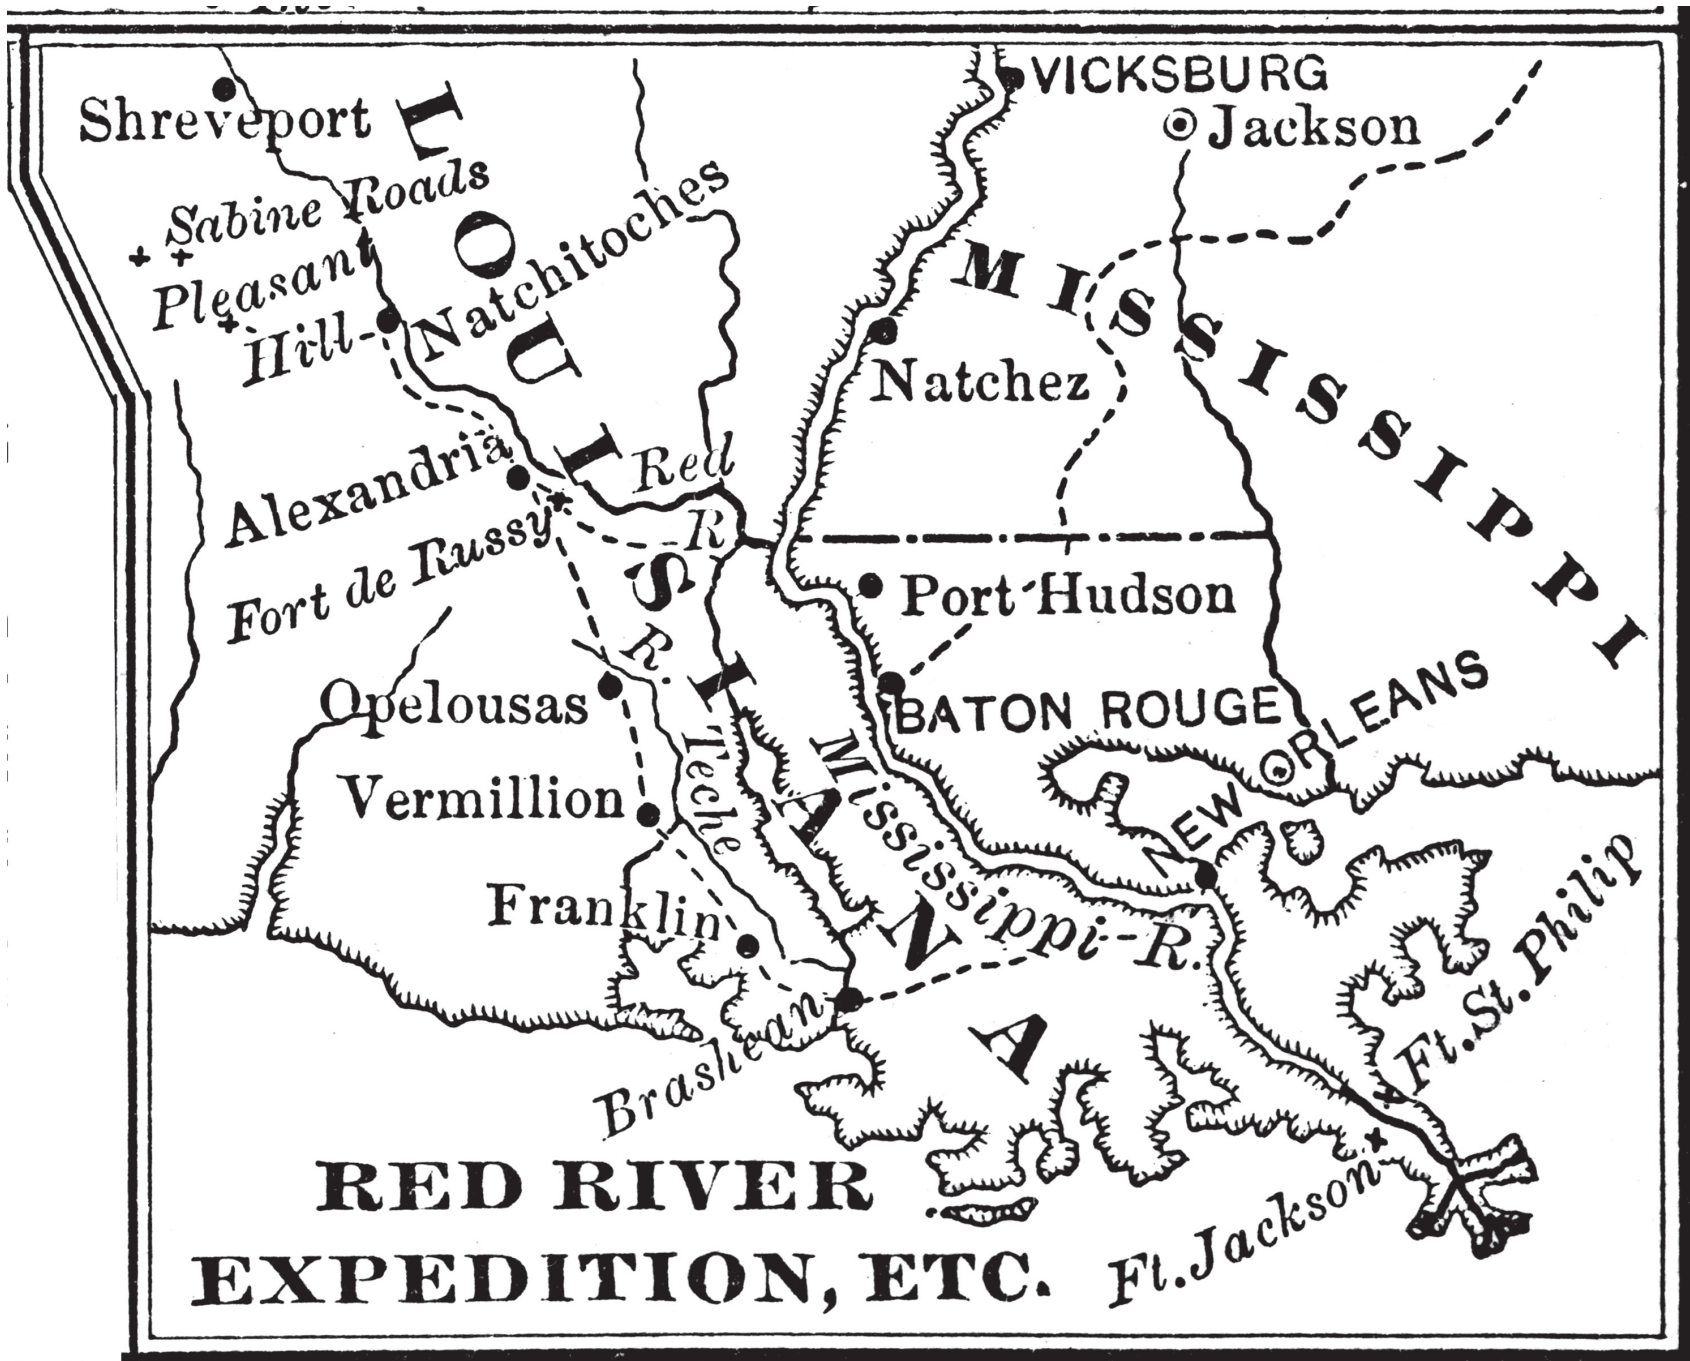 VICKSBURG
Jackson
Shreveport
LOUISIANA
Sabine Roads
Pleasant
Hill
Natchitoches
MISSISSIPPI
Natchez
Alexandria
Red
R
Fort de Russy
Port Hudson
R.
Teche
Opelousas
BATON ROUGE
NEW ORLEANS
Vermillion
Mississippi-R.
Franklin
Brashean
Ft. St. Philip
Ft. Jackson
RED RIVER
EXPEDITION, ETC.